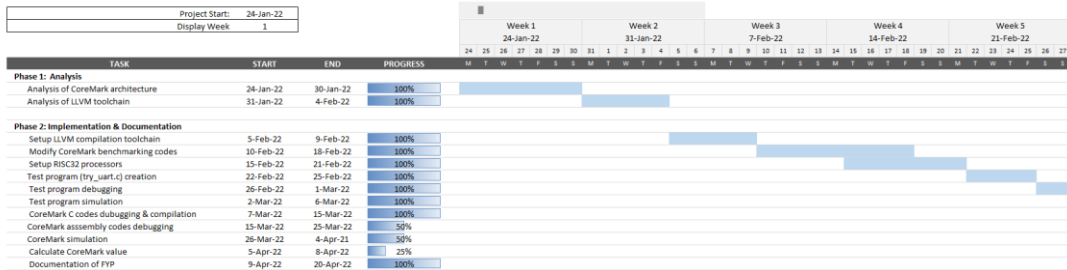 Project Start: 24-Jan-22
Display Week 1
Week 1 Week 2 Week 3 Week 4 Week 5
24-Jan-22 31-Jan-22 7-Feb-22 14-Feb-22 21-Feb-22
24 25 26 27 28 29 30 31 1 2 3 4 5 6 7 8 9 10 11 12 13 14 15 16 17 18 19 20 21 22 23 24 25 26 27
TASK START END PROGRESS M T W T F S S M T W T F S S M T W T F S S M T W T F S S M T W T F S S
Phase 1: Analysis
Analysis of CoreMark architecture 24-Jan-22 30-Jan-22 100%
Analysis of LLVM toolchain 31-Jan-22 4-Feb-22 100%
Phase 2: Implementation & Documentation
Setup LLVM compilation toolchain 5-Feb-22 9-Feb-22 100%
Modify CoreMark benchmarking codes 10-Feb-22 18-Feb-22 100%
Setup RISC32 processors 15-Feb-22 21-Feb-22 100%
Test program (try_uart.c) creation 22-Feb-22 25-Feb-22 100%
Test program debugging 26-Feb-22 1-Mar-22 100%
Test program simulation 2-Mar-22 6-Mar-22 100%
CoreMark C codes dubugging & compilation 7-Mar-22 15-Mar-22 100%
CoreMark asssembly codes debugging 15-Mar-22 25-Mar-22 50%
CoreMark simulation 26-Mar-22 4-Apr-21 50%
Calculate CoreMark value 5-Apr-22 8-Apr-22 25%
Documentation of FYP 9-Apr-22 20-Apr-22 100%